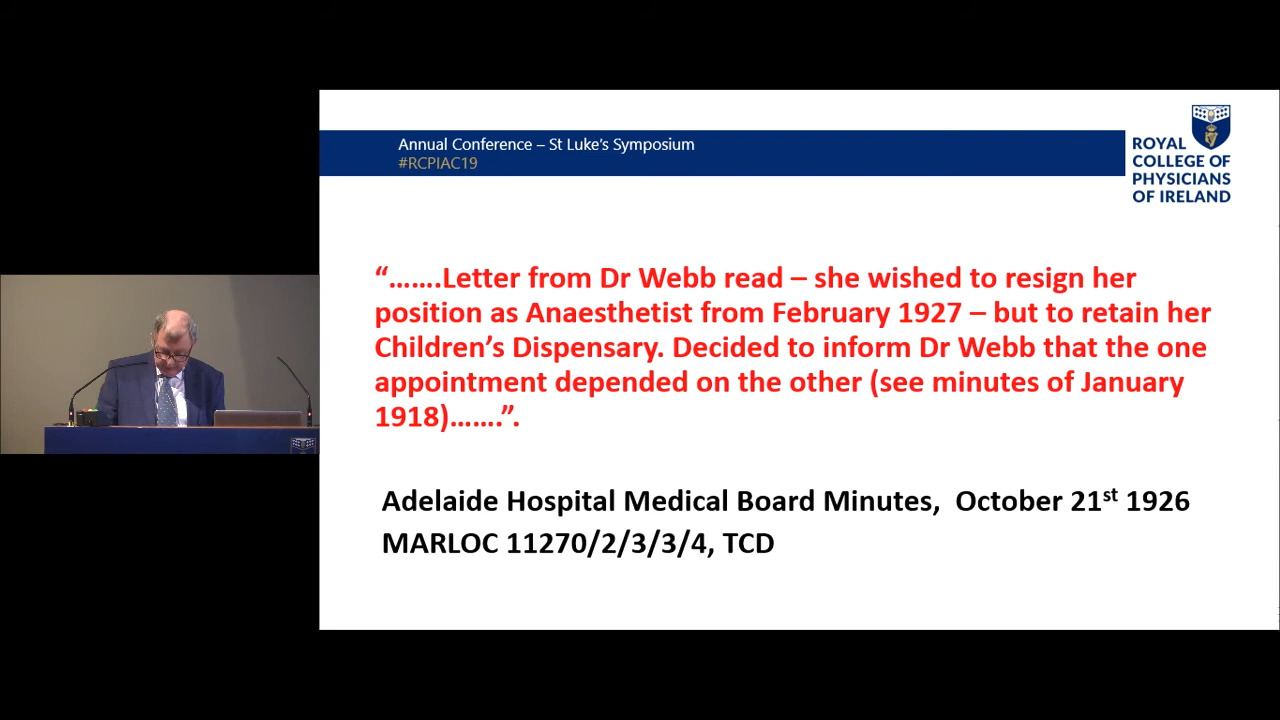 Annual Conference – St Luke's Symposium
#RCPIAC19
ROYAL
COLLEGE OF
PHYSICIANS
OF IRELAND
“…….Letter from Dr Webb read – she wished to resign her
position as Anaesthetist from February 1927 – but to retain her
Children’s Dispensary. Decided to inform Dr Webb that the one
appointment depended on the other (see minutes of January
1918)…….”.
Adelaide Hospital Medical Board Minutes,  October 21st 1926
MARLOC 11270/2/3/3/4, TCD